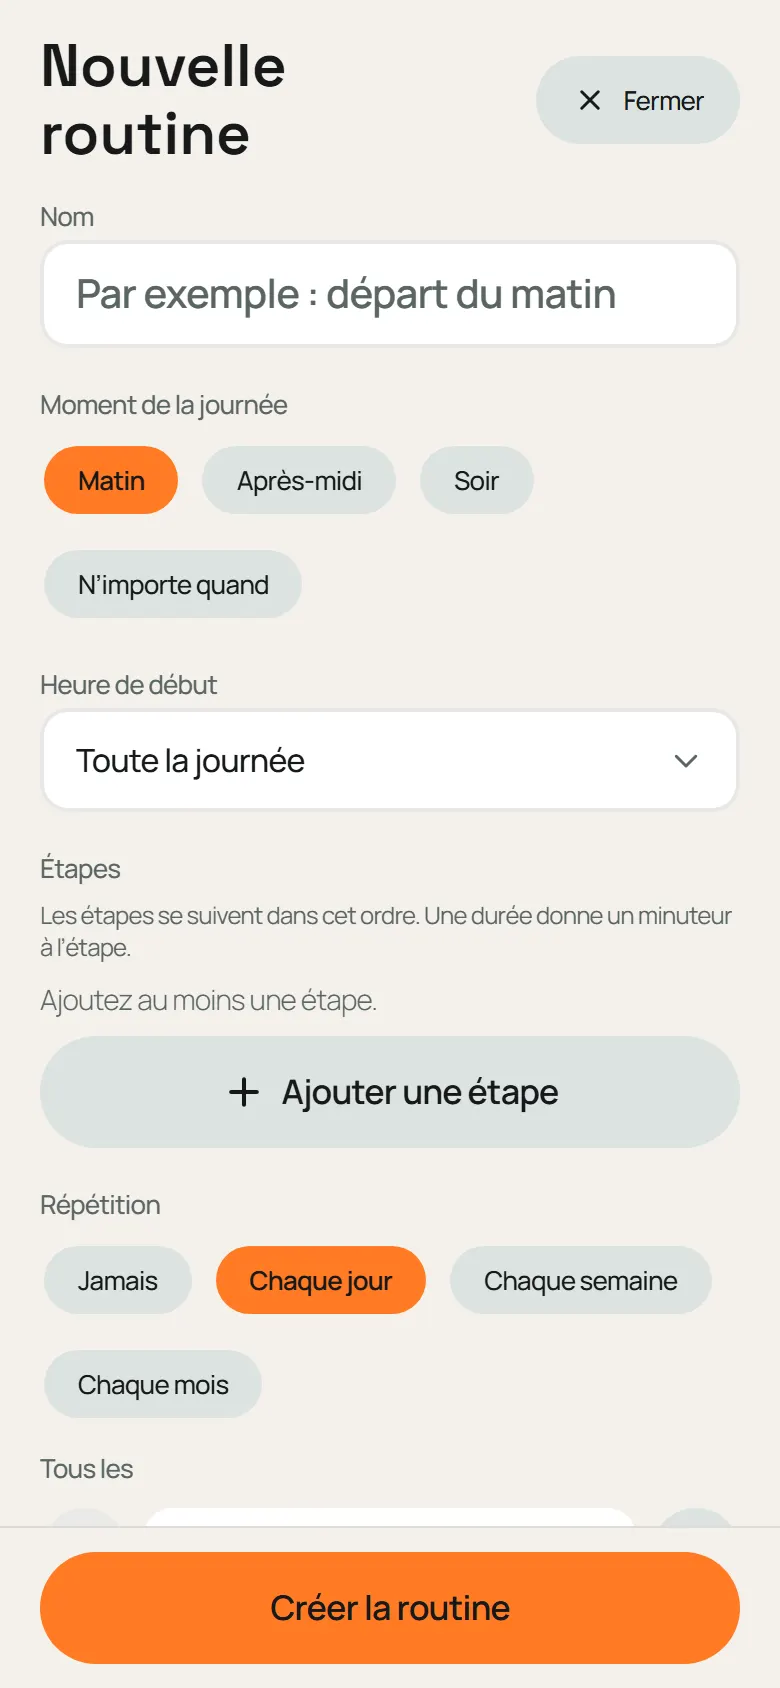 Nouvelle
routine
Fermer
Nom
Par exemple : départ du matin
Moment de la journée
Matin
Après-midi
Soir
N’importe quand
Heure de début
Toute la journée
Étapes
Les étapes se suivent dans cet ordre. Une durée donne un minuteur
à l’étape.
Ajoutez au moins une étape.
Ajouter une étape
Répétition
Jamais
Chaque jour
Chaque semaine
Chaque mois
Tous les
Créer la routine